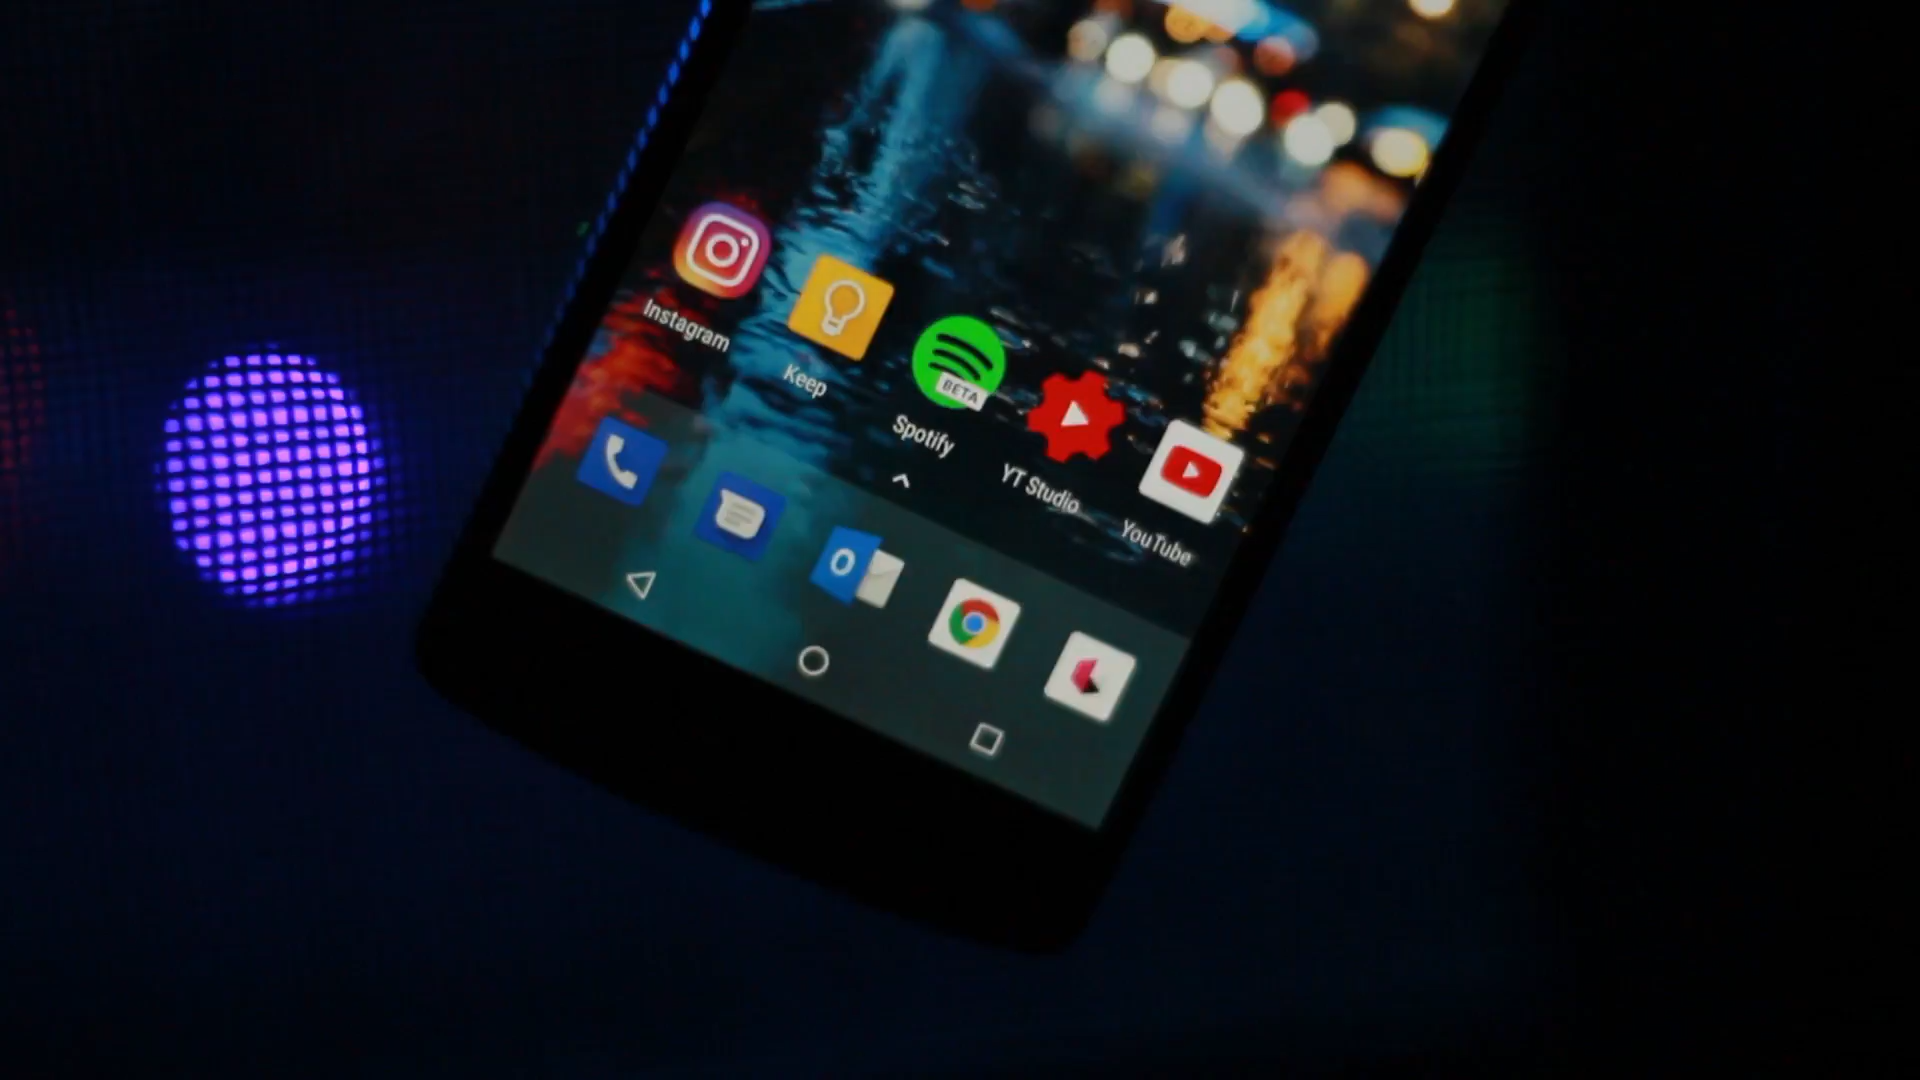 Instagram
Keep
BETA
Spotify
YT Studio
YouTube
O